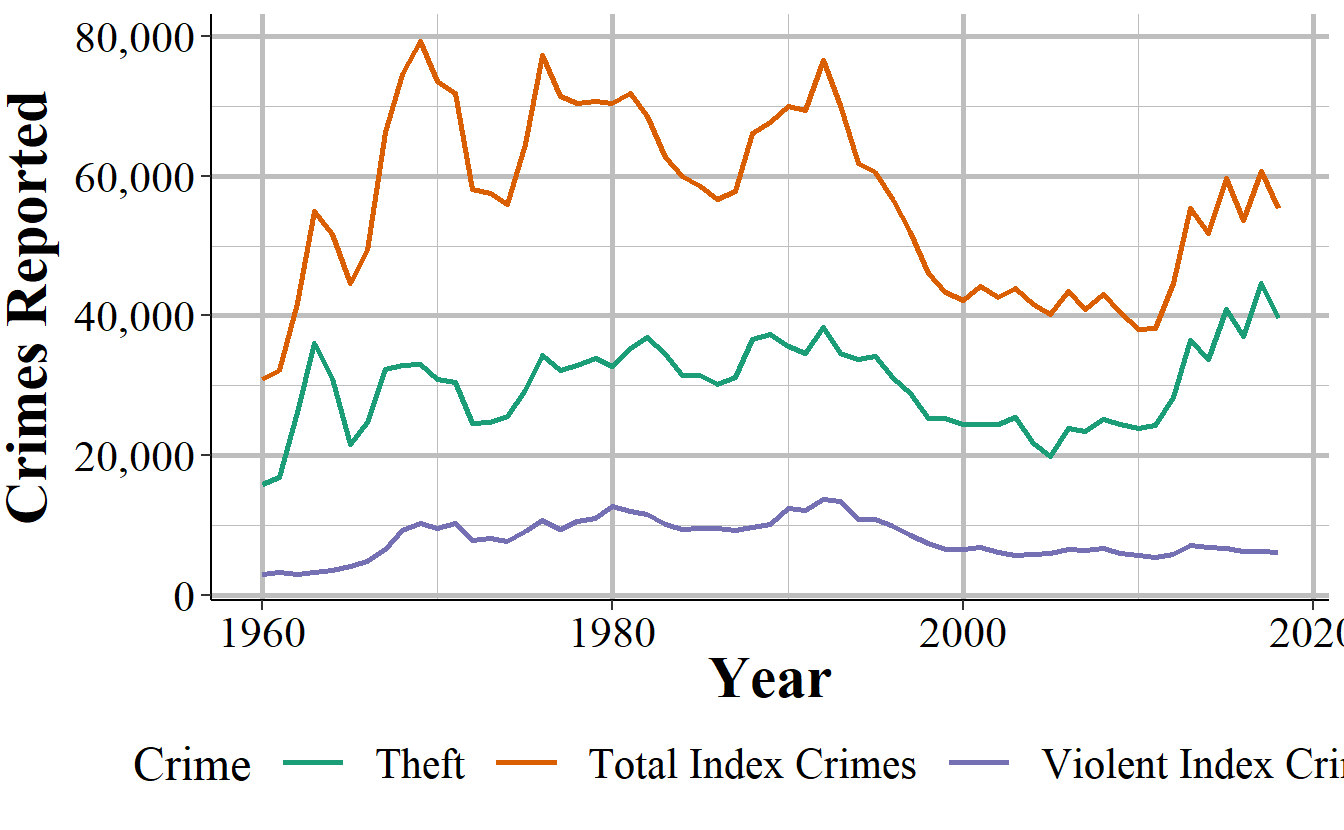 Crimes Reported
80,000
60,000
40,000
20,000
0
1960 1980 2000 2020
Year
Crime Theft Total Index Crimes Violent Index